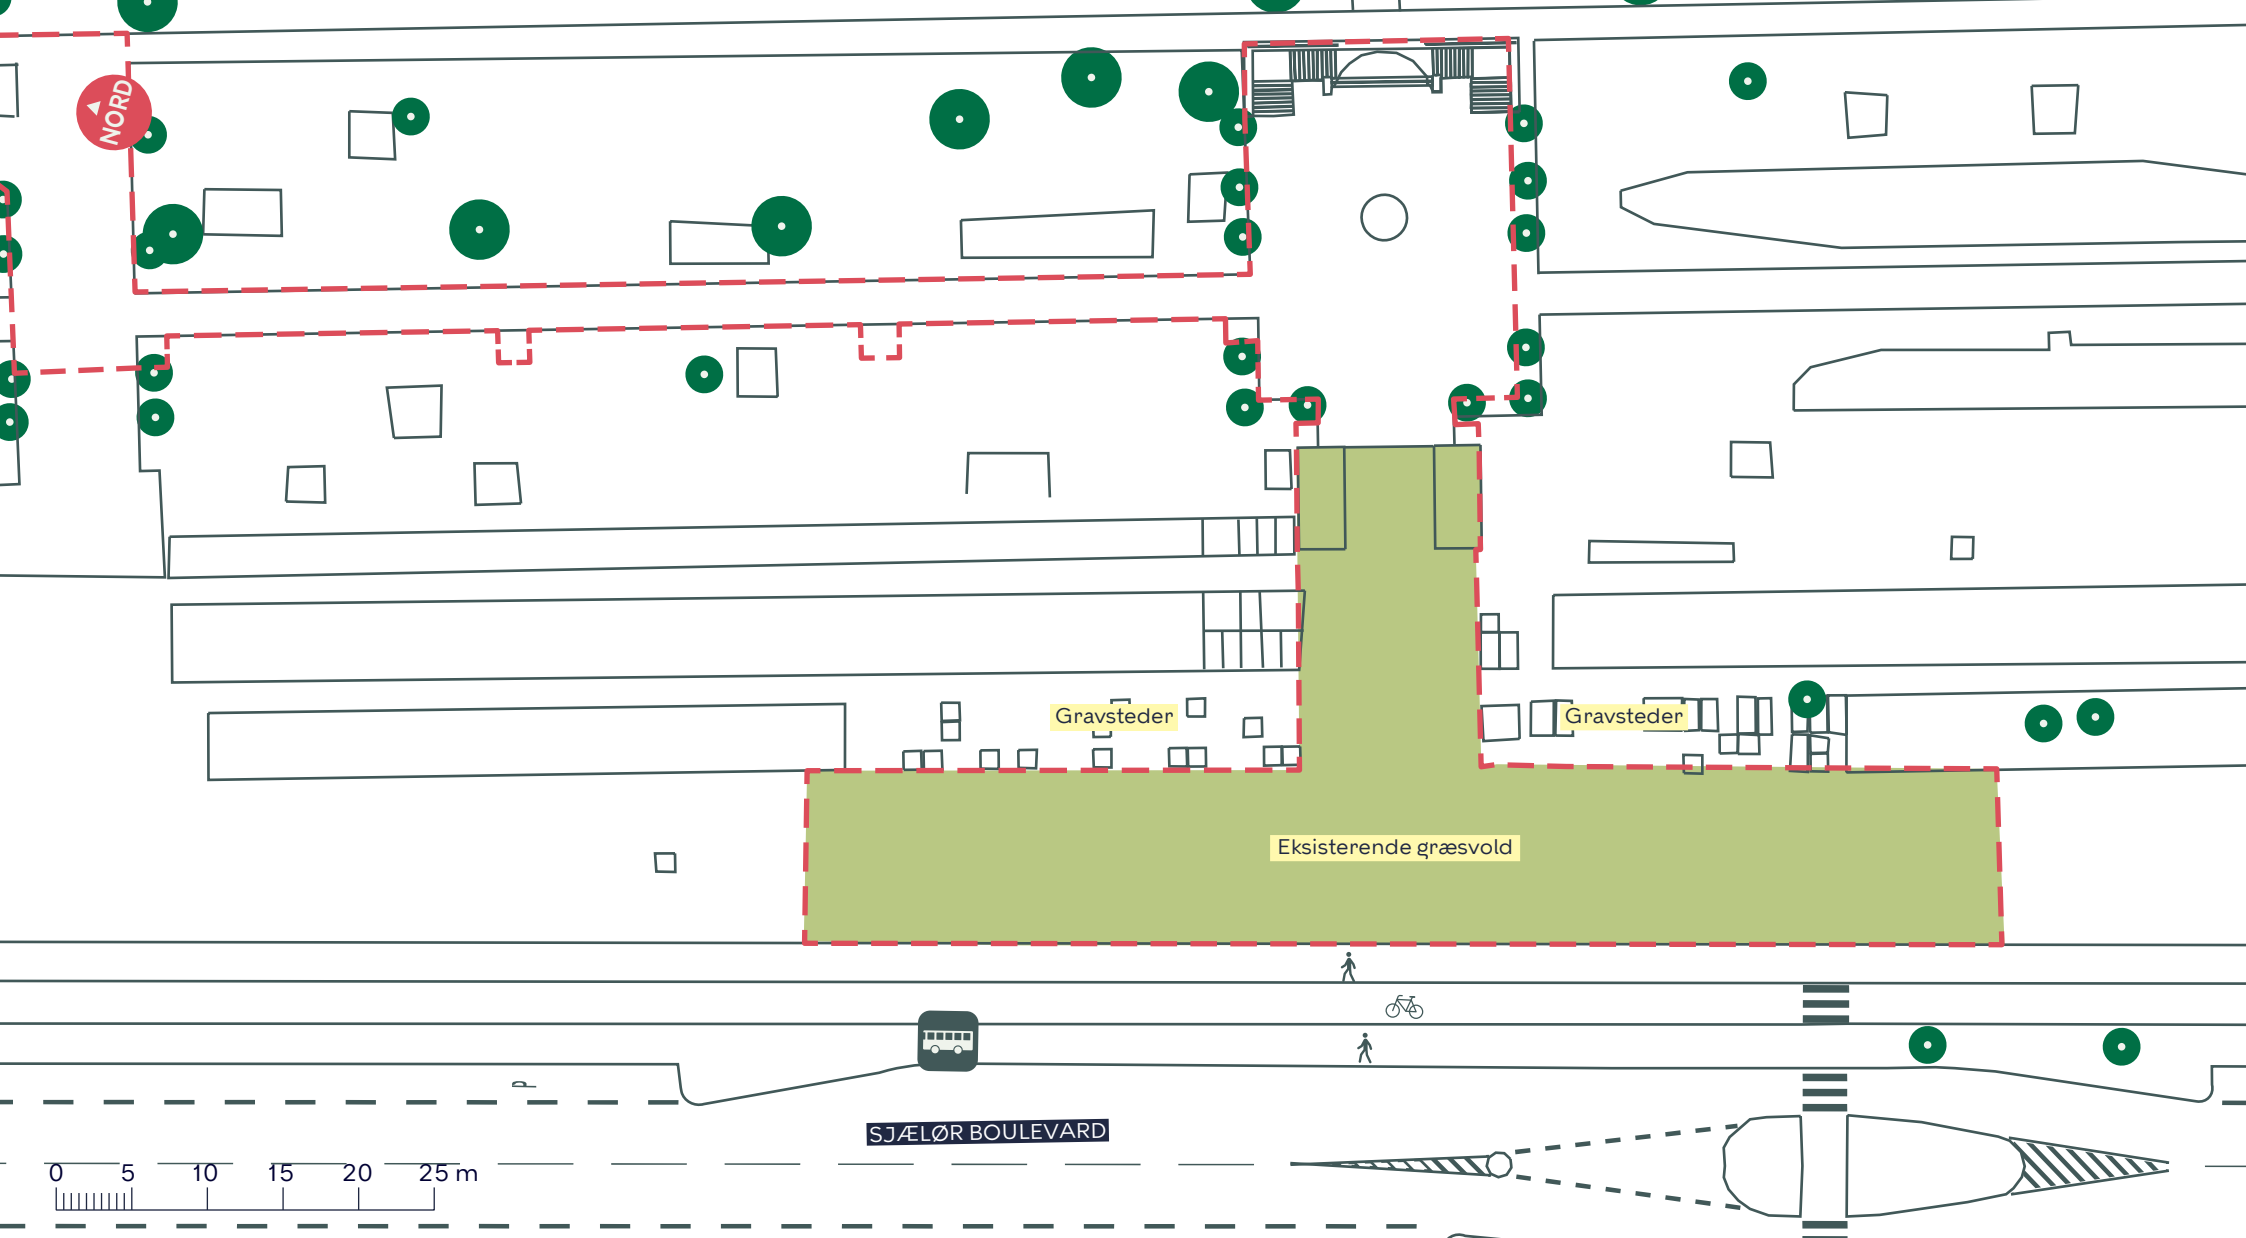 NORD
Gravsteder
Gravsteder
Eksisterende græsvold
SJÆLØR BOULEVARD
0 5 10 15 20 25 m